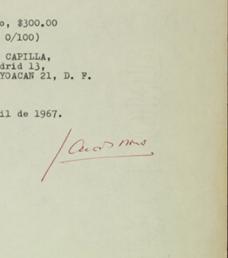 o, $300.00
0/100)
CAPILLA,
drid 13,
YOACAN 21, D. F.
il de 1967.